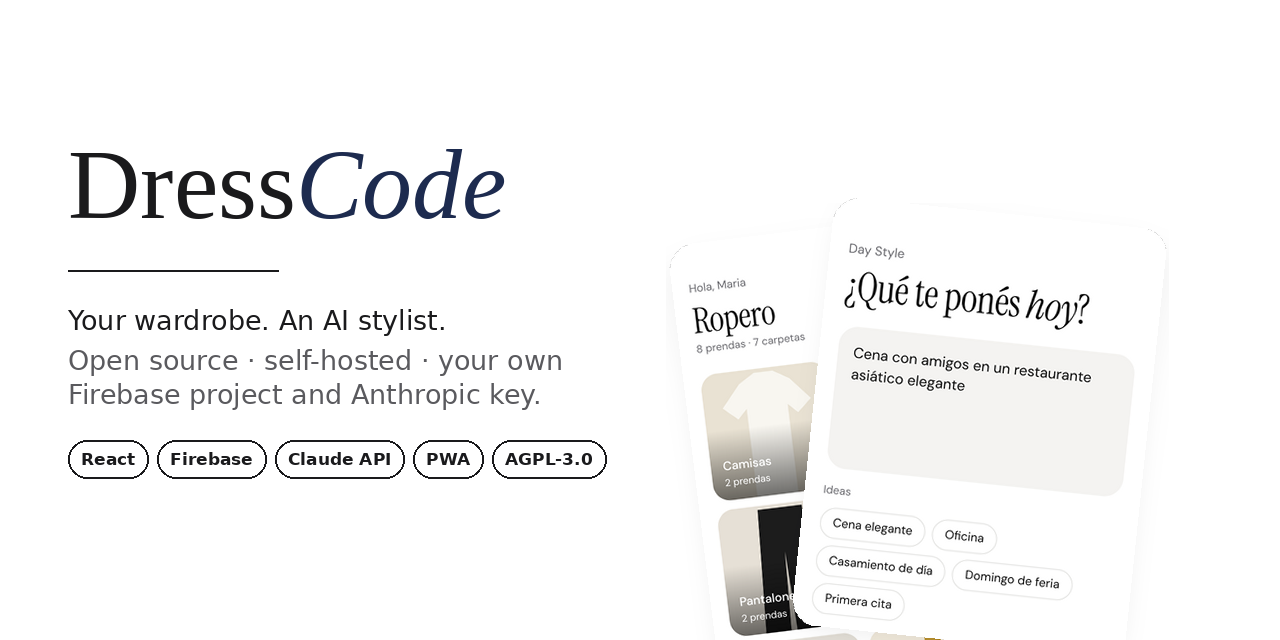 DressCode
Your wardrobe. An AI stylist.
Open source · self-hosted · your own
Firebase project and Anthropic key.
React
Firebase
Claude API
PWA
AGPL-3.0
Hola, Maria
Ropero
8 prendas · 7 carpetas
Camisas
2 prendas
Pantalone
2 prendas
Day Style
¿Qué te ponés hoy?
Cena con amigos en un restaurante
asiático elegante
Ideas
Cena elegante
Oficina
Casamiento de día
Domingo de feria
Primera cita